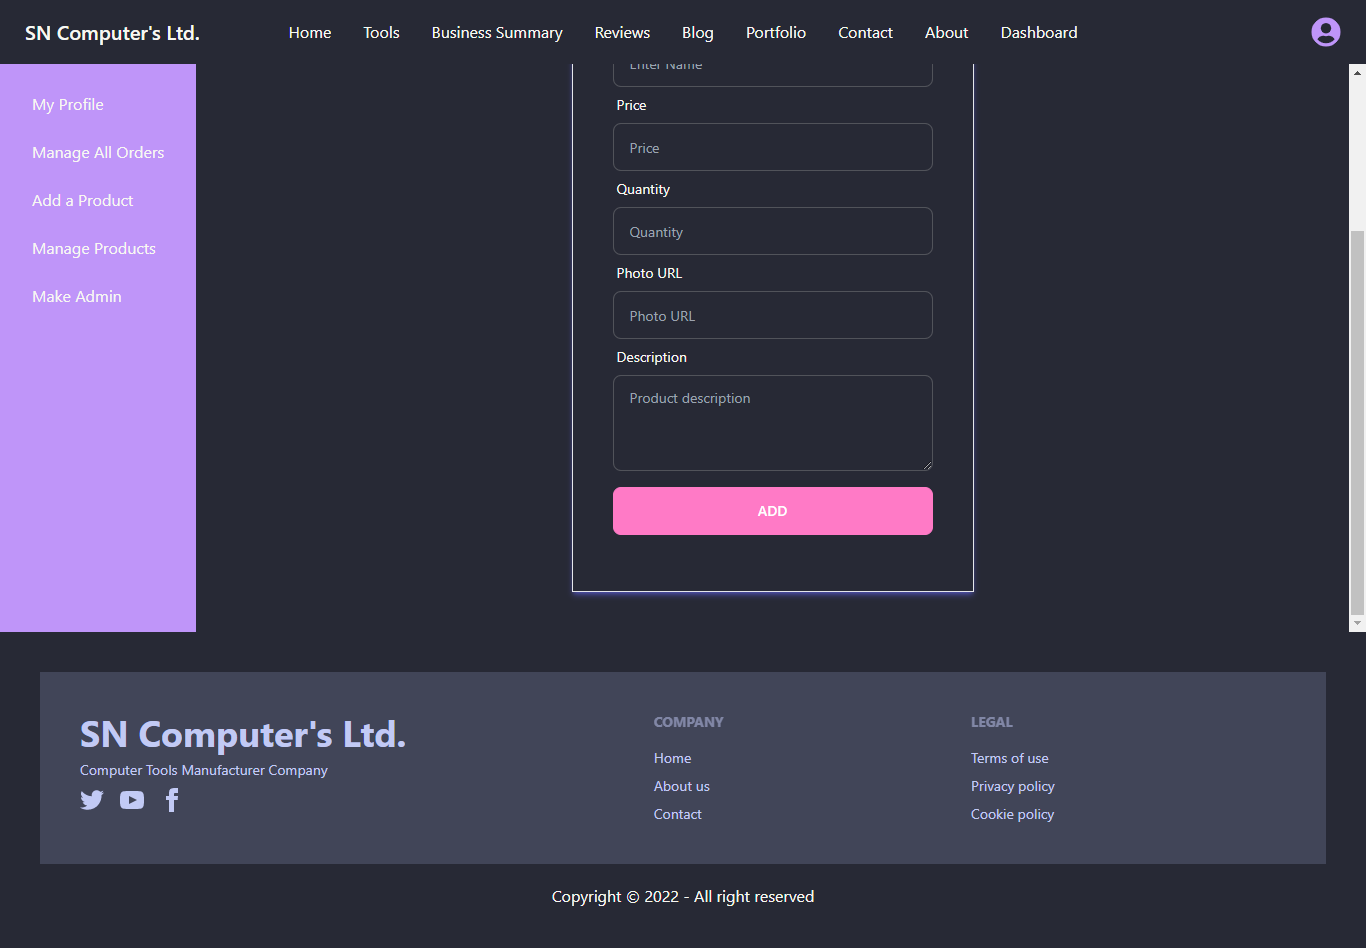 SN Computer's Ltd.
Home
Tools
Business Summary
Reviews
Blog
Portfolio
Contact
About
Dashboard
My Profile
Manage All Orders
Add a Product
Manage Products
Make Admin
Enter Name
Price
Price
Quantity
Quantity
Photo URL
Photo URL
Description
Product description
ADD
SN Computer's Ltd.
Computer Tools Manufacturer Company
COMPANY
Home
About us
Contact
LEGAL
Terms of use
Privacy policy
Cookie policy
Copyright © 2022 - All right reserved